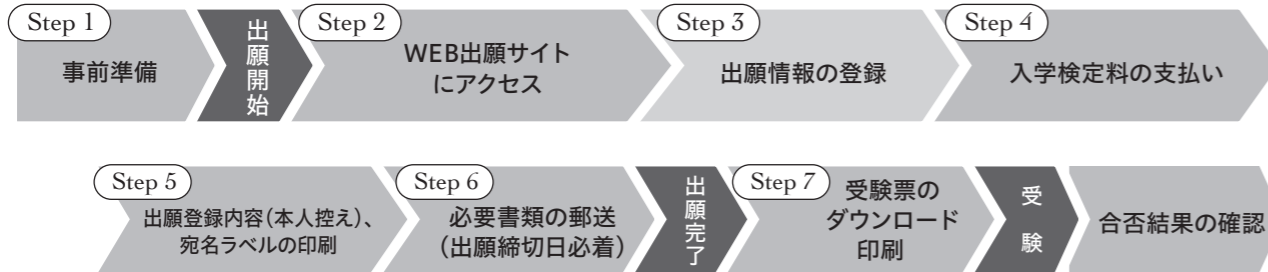 Step 1
事前準備
出願開始
Step 2
WEB出願サイト
にアクセス
Step 3
出願情報の登録
Step 4
入学検定料の支払い
Step 5
出願登録内容(本人控え)、
宛名ラベルの印刷
Step 6
必要書類の郵送
(出願締切日必着)
出願完了
Step 7
受験票の
ダウンロード
印刷
受験
合否結果の確認